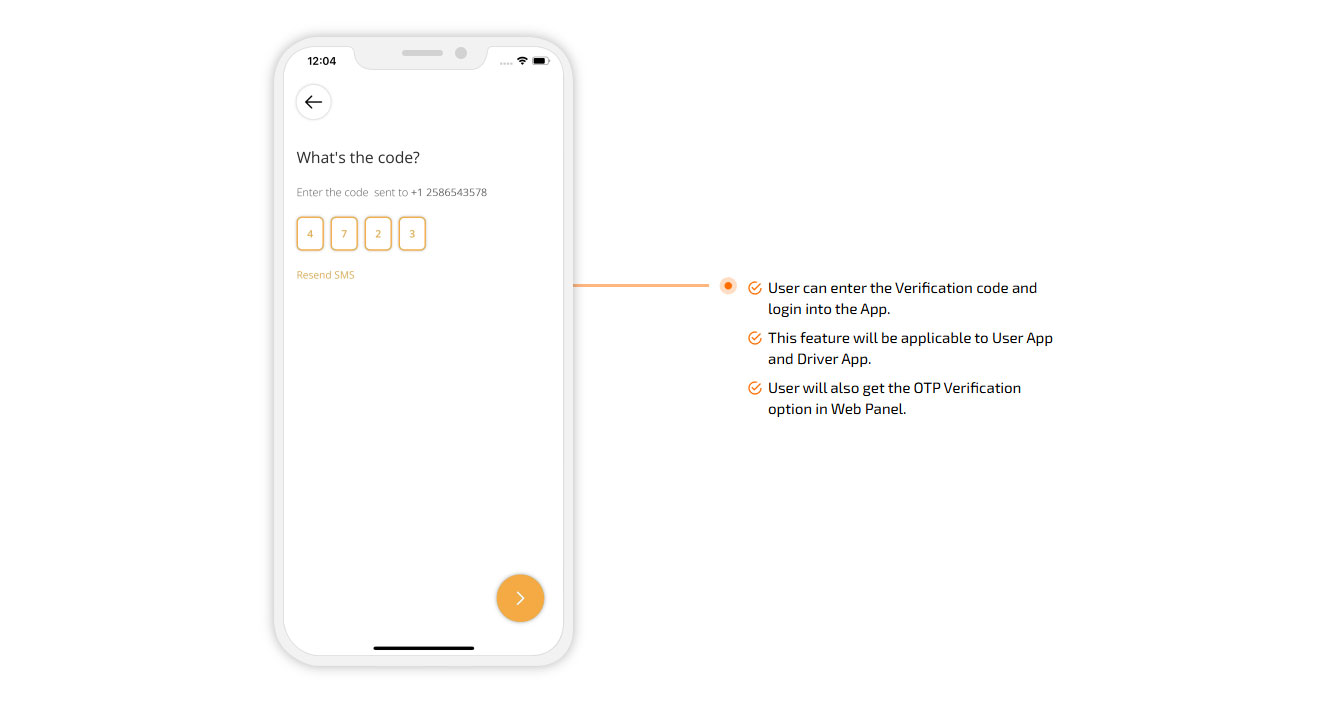 12:04
What's the code?
Enter the code sent to +1 2586543578
4 7 2 3
Resend SMS
User can enter the Verification code and
login into the App.
This feature will be applicable to User App
and Driver App.
User will also get the OTP Verification
option in Web Panel.